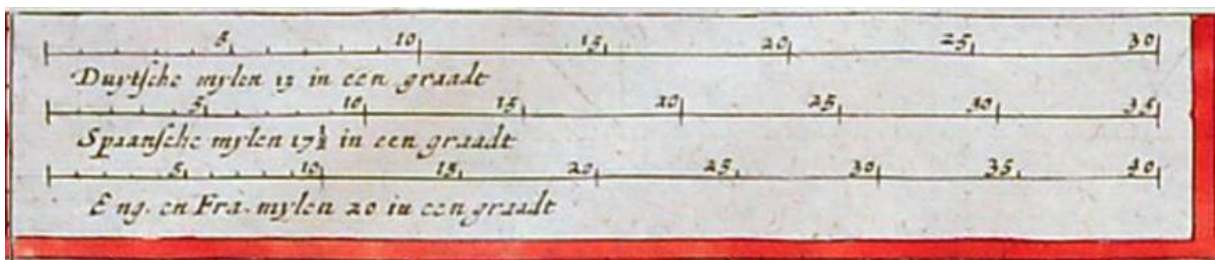 5 10 15 20 25 30
Duytſche mylen 15 in een graadt
5 10 15 20 25 30 35
Spaanſche mylen 17½ in een graadt
5 10 15 20 25 30 35 40
Eng. en Fra. mylen 20 in een graadt